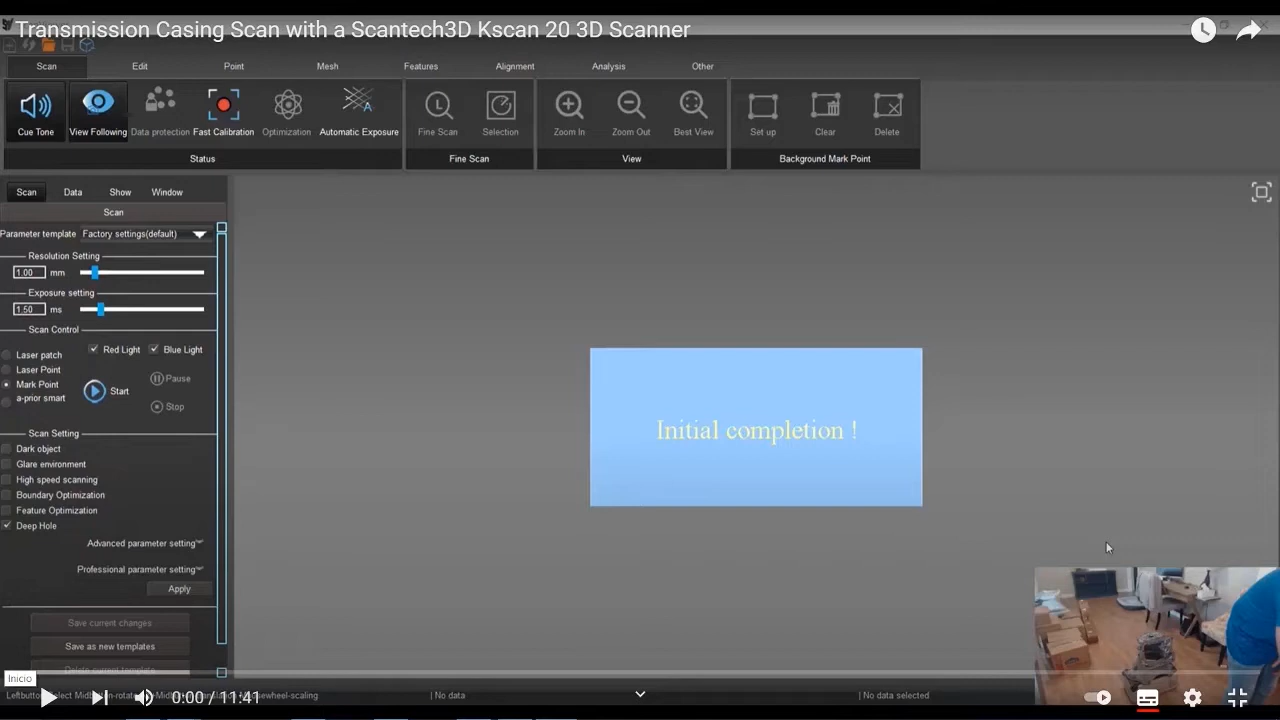 Transmission Casing Scan with a Scantech3D Kscan 20 3D Scanner
Scan Edit Point Mesh Features Alignment Analysis Other
Cue Tone View Following Data protection Fast Calibration Optimization Automatic Exposure Fine Scan Selection Zoom In Zoom Out Best View Set up Clear Delete
Status Fine Scan View Background Mark Point
Scan Data Show Window
Scan
Parameter template Factory settings(default)
Resolution Setting
1.00 mm
Exposure setting
1.50 ms
Scan Control
Red Light Blue Light
Laser patch
Laser Point
Mark Point
a-prior smart
Start
Pause
Stop
Scan Setting
Dark object
Glare environment
High speed scanning
Boundary Optimization
Feature Optimization
Deep Hole
Advanced parameter setting
Professional parameter setting
Apply
Save current changes
Save as new templates
Delete current template
Initial completion !
Inicio
No data
No data selected
0:00 / 11:41